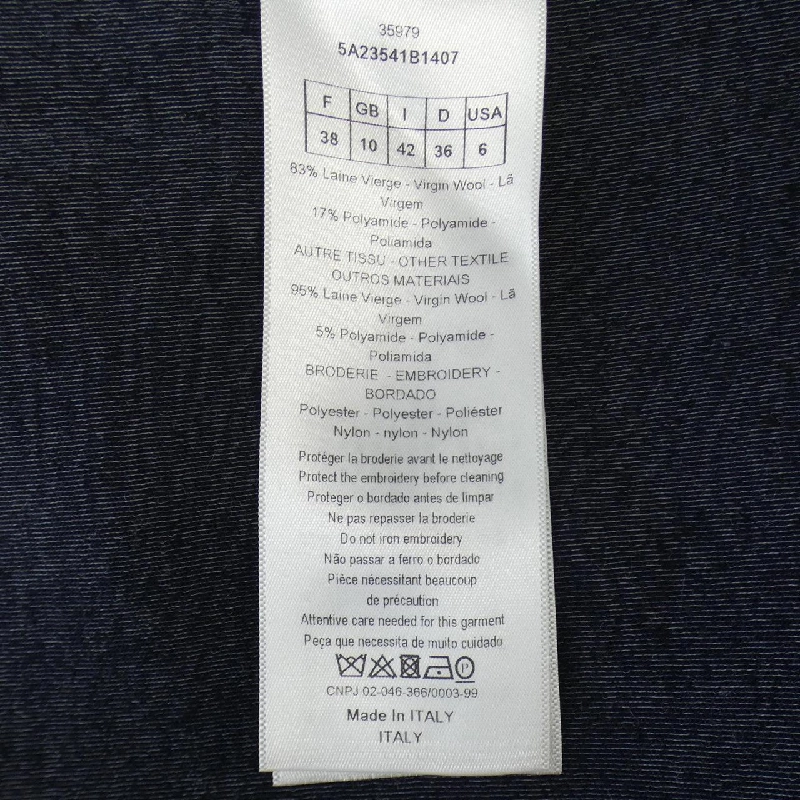 35979
5A23541B1407
F GB I D USA
38 10 42 36 6
83% Laine Vierge - Virgin Wool - Lã
Virgem
17% Polyamide - Polyamide -
Poliamida
AUTRE TISSU - OTHER TEXTILE
OUTROS MATERIAIS
95% Laine Vierge - Virgin Wool - Lã
Virgem
5% Polyamide - Polyamide -
Poliamida
BRODERIE - EMBROIDERY -
BORDADO
Polyester - Polyester - Poliéster
Nylon - nylon - Nylon
Protéger la broderie avant le nettoyage
Protect the embroidery before cleaning
Proteger o bordado antes de limpar
Ne pas repasser la broderie
Do not iron embroidery
Não passar a ferro o bordado
Pièce nécessitant beaucoup
de précaution
Attentive care needed for this garment
Peça que necessita de muito cuidado
P
CNPJ 02-046-366/0003-99
Made In ITALY
ITALY